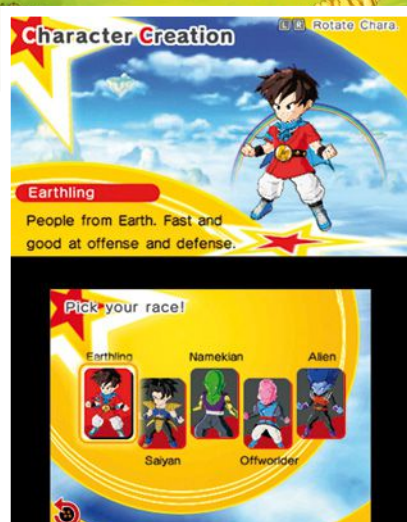 Character Creation
L R Rotate Chara.
Earthling
People from Earth. Fast and
good at offense and defense.
Pick your race!
Earthling Namekian Alien
Saiyan Offworlder